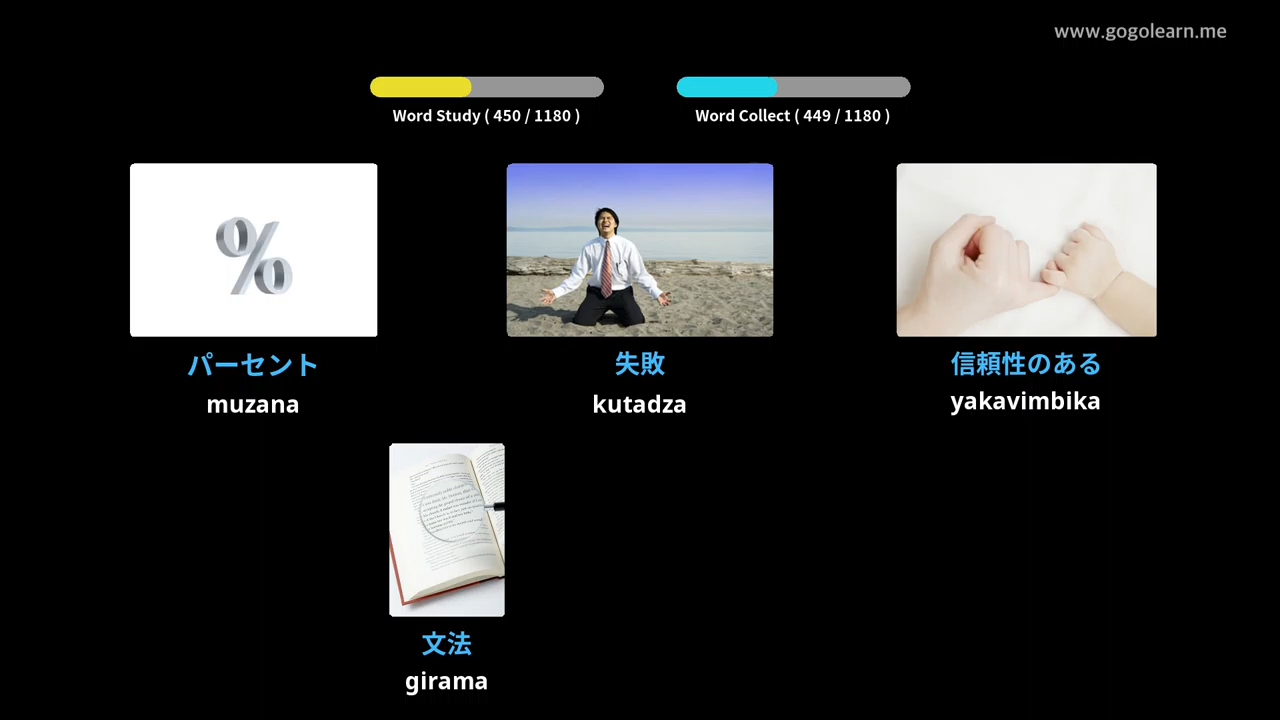 www.gogolearn.me
Word Study ( 450 / 1180 )
Word Collect ( 449 / 1180 )
%
パーセント
失敗
信頼性のある
muzana
kutadza
yakavimbika
文法
girama